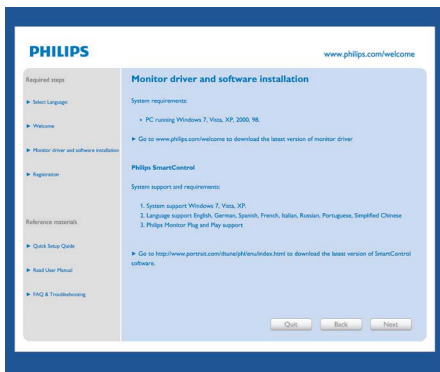 PHILIPS
www.philips.com/welcome
Required steps
► Select Language:
► Welcome
► Monitor driver and software installation
► Registration
Reference materials
► Quick Setup Quide
► Read User Manual
► FAQ & Troubleshooting
Monitor driver and software installation
System requirements:
• PC running Windows 7, Vista, XP, 2000, 98,
► Go to www.philips.com/welcome to download the latest version of monitor driver
Philips SmartControl
System support and requirements:
1. System support Windows 7, Vista, XP.
2. Language support English, German, Spanish, French, Italian, Russian, Portuguese, Simplified Chinese
3. Philips Monitor Plug and Play support
► Go to http://www.portrait.com/dtune/phl/enu/index.html to download the latest version of SmartControl
software.
Quit
Back
Next